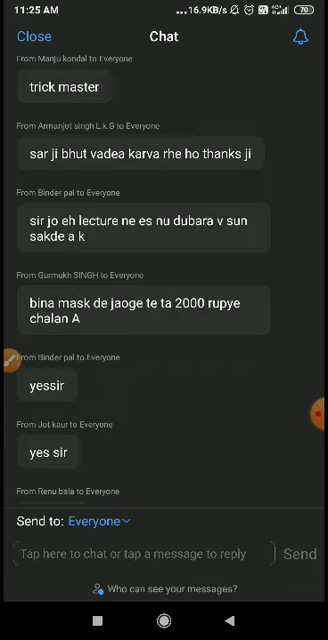 11:25 AM ...16.9KB/s 70
Close Chat
From Manju kondal to Everyone
trick master
From Armanjot singh L.k.G to Everyone
sar ji bhut vadea karva rhe ho thanks ji
From Binder pal to Everyone
sir jo eh lecture ne es nu dubara v sun
sakde a k
From Gurmukh SINGH to Everyone
bina mask de jaoge te ta 2000 rupye
chalan A
From Binder pal to Everyone
yessir
From Jot kaur to Everyone
yes sir
From Renu bala to Everyone
Send to: Everyone
Tap here to chat or tap a message to reply Send
Who can see your messages?